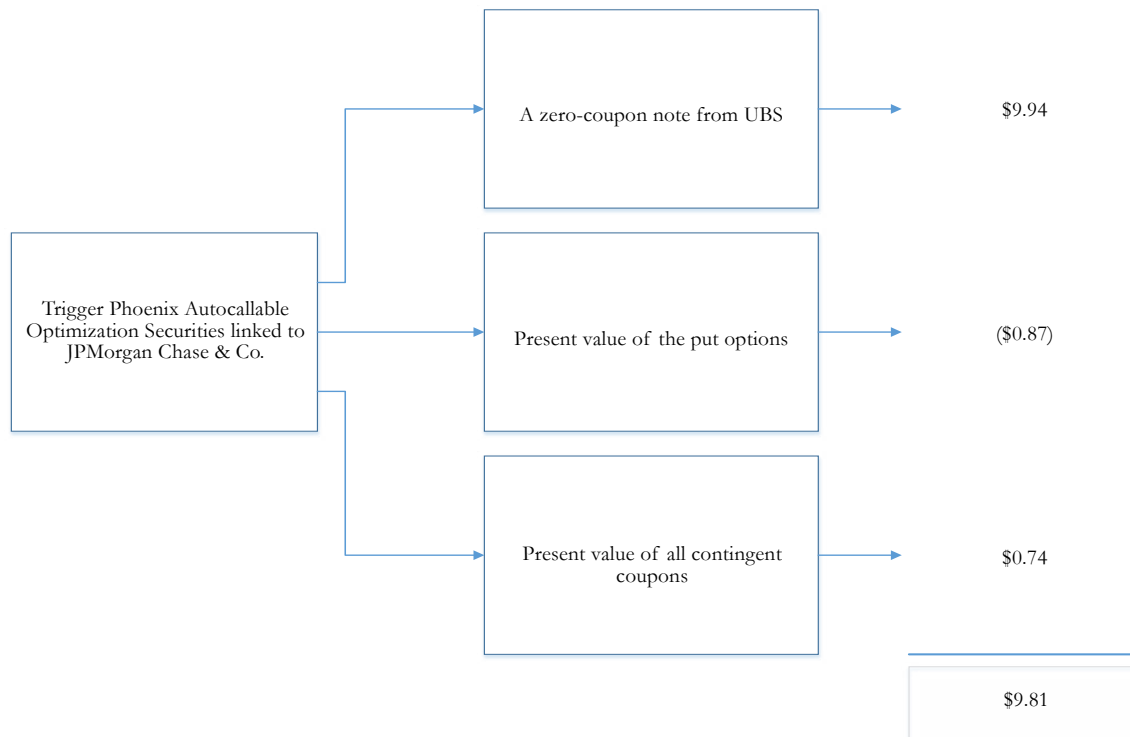 A zero-coupon note from UBS
$9.94
Trigger Phoenix Autocallable
Optimization Securities linked to
JPMorgan Chase & Co.
Present value of the put options
($0.87)
Present value of all contingent
coupons
$0.74
$9.81